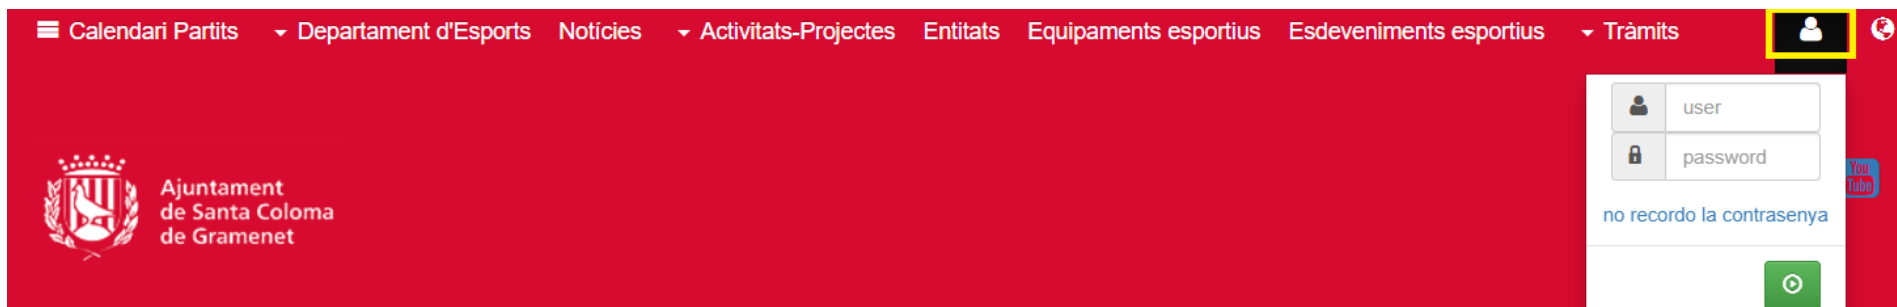 Calendari Partits Departament d'Esports Notícies Activitats-Projectes Entitats Equipaments esportius Esdeveniments esportius Tràmits
user
password
You
Tube
no recordo la contrasenya
Ajuntament
de Santa Coloma
de Gramenet